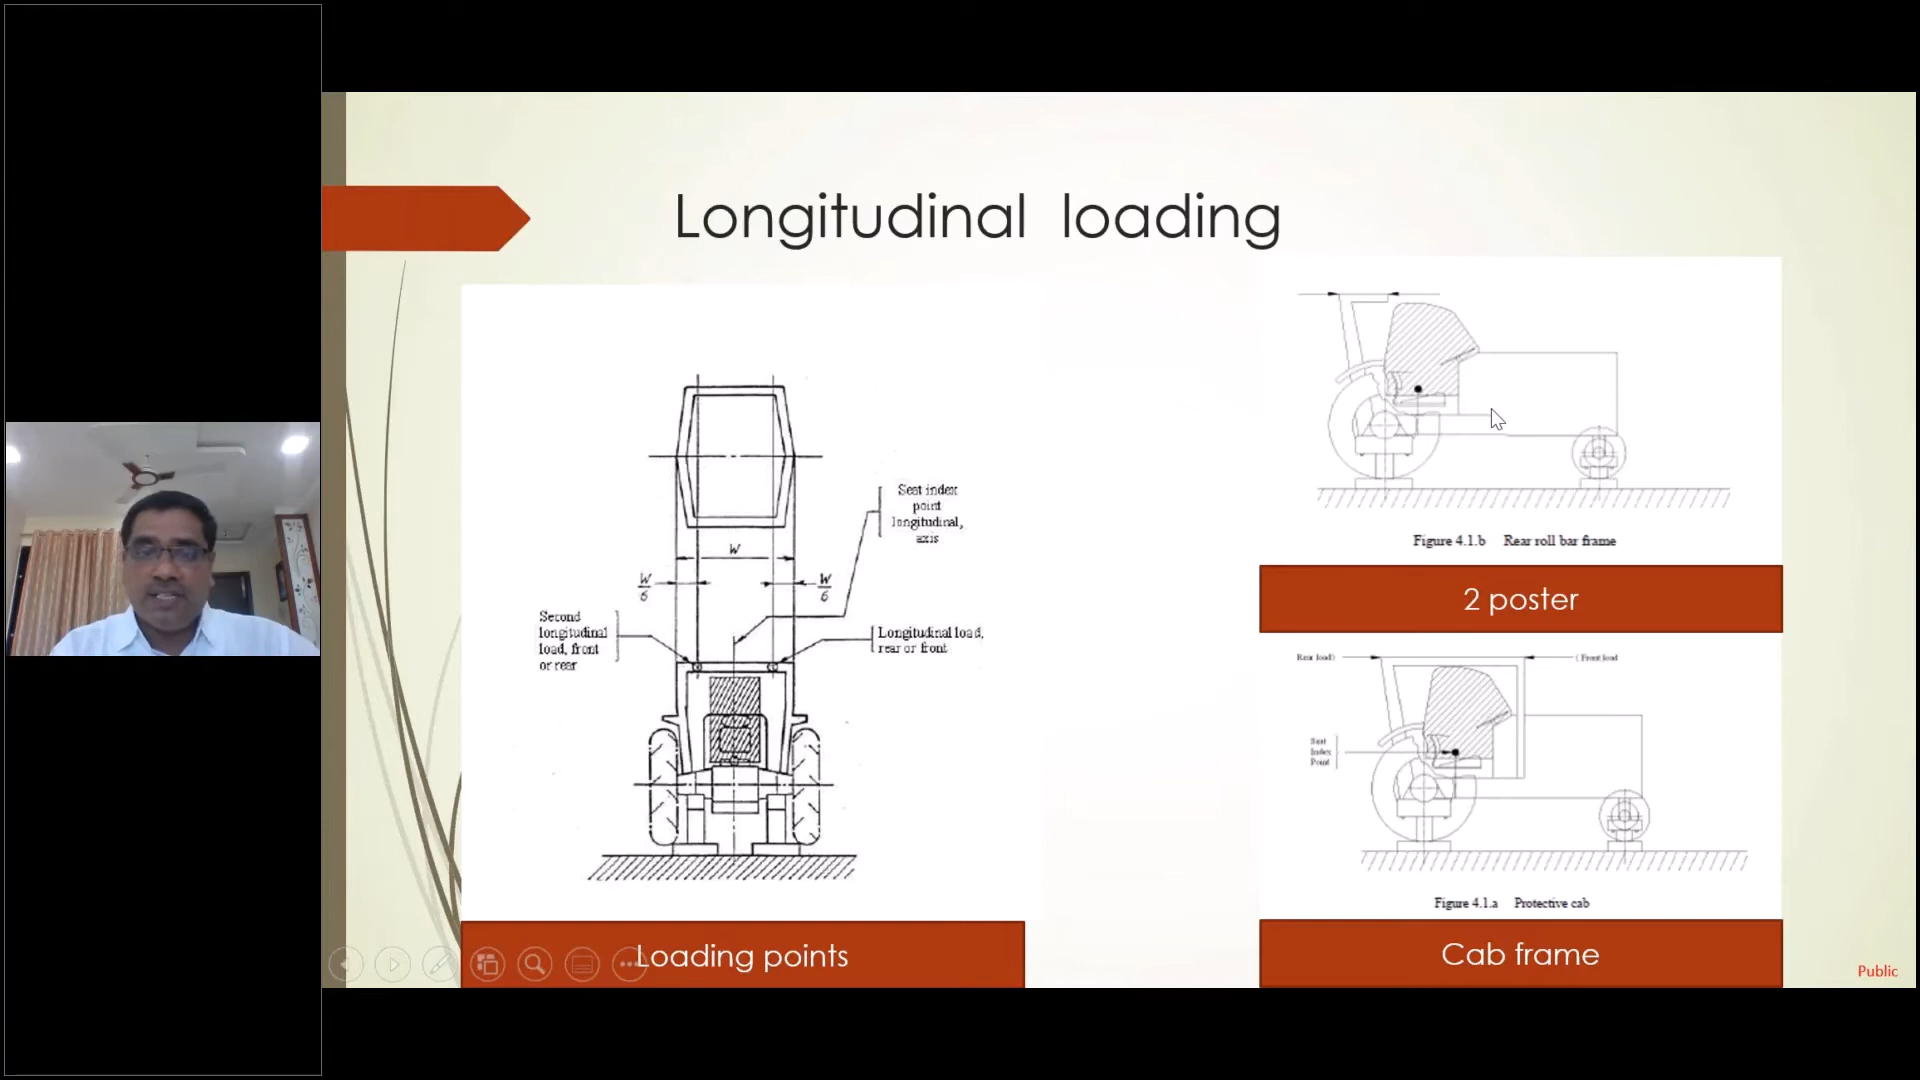 Longitudinal loading
Seat index
point
longitudinal,
axis
W
W
6
W
6
Second
longitudinal
load, front
or rear
Longitudinal load,
rear or front
Loading points
Figure 4.1.b Rear roll bar frame
2 poster
Rear load)
( Front load
Seat
Index
Point
Figure 4.1.a Protective cab
Cab frame
Public